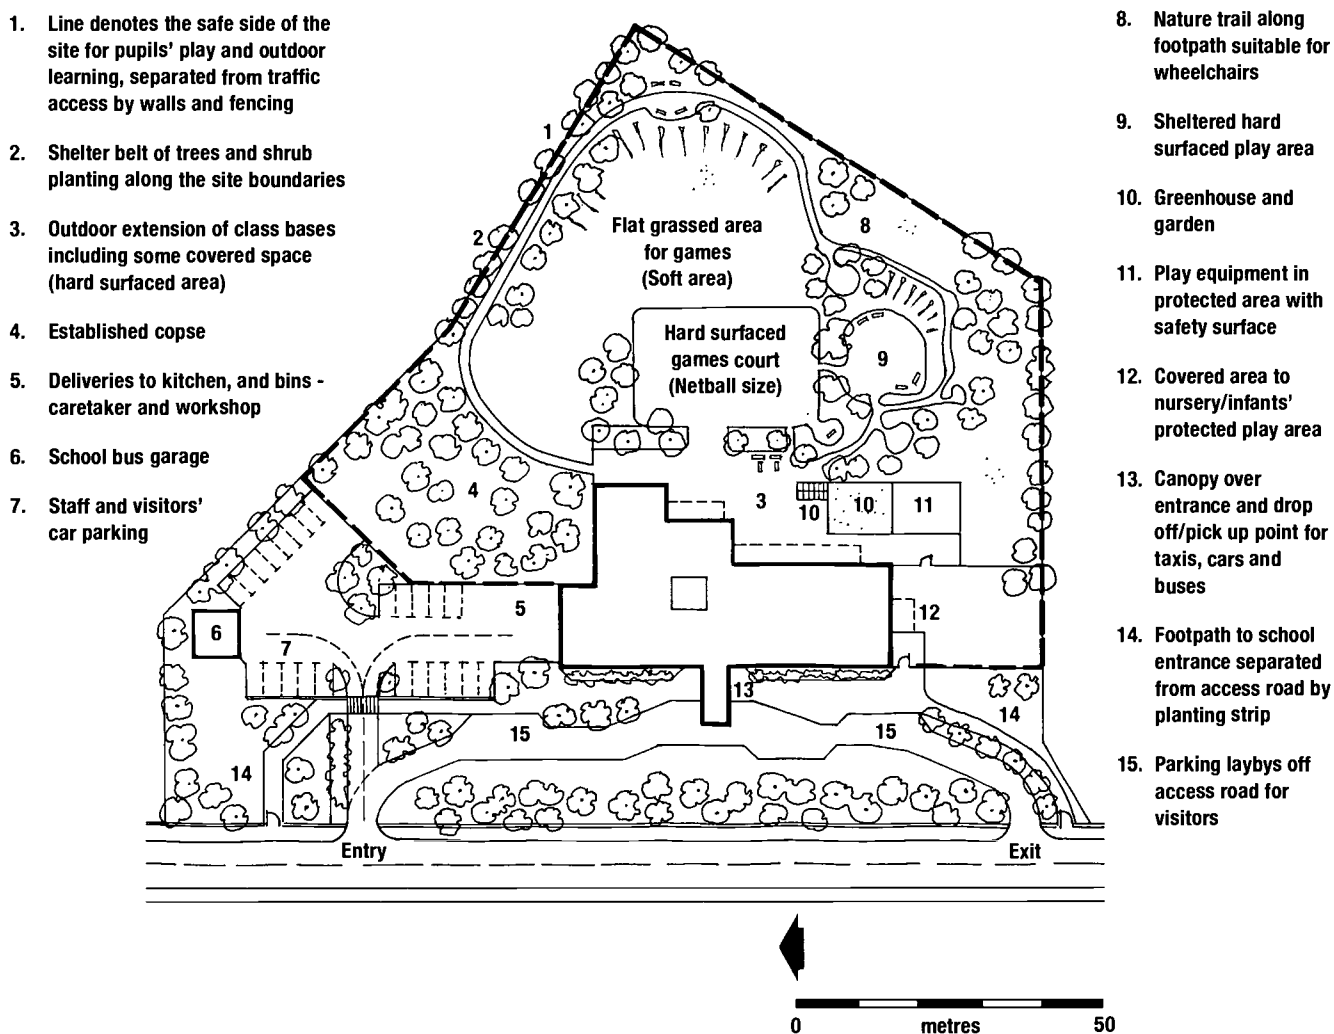 1. Line denotes the safe side of the
site for pupils' play and outdoor
learning, separated from traffic
access by walls and fencing
2. Shelter belt of trees and shrub
planting along the site boundaries
3. Outdoor extension of class bases
including some covered space
(hard surfaced area)
4. Established copse
5. Deliveries to kitchen, and bins -
caretaker and workshop
6. School bus garage
7. Staff and visitors'
car parking
8. Nature trail along
footpath suitable for
wheelchairs
9. Sheltered hard
surfaced play area
10. Greenhouse and
garden
11. Play equipment in
protected area with
safety surface
12. Covered area to
nursery/infants'
protected play area
13. Canopy over
entrance and drop
off/pick up point for
taxis, cars and
buses
14. Footpath to school
entrance separated
from access road by
planting strip
15. Parking laybys off
access road for
visitors
1
2
8
Flat grassed area
for games
(Soft area)
Hard surfaced
games court
(Netball size)
9
4
3
10
10
11
5
12
6
7
13
14
15
15
14
Entry
Exit
0
metres
50